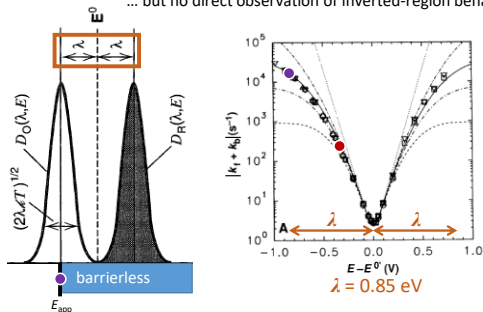 ... but no direct observation of inverted-region beha
E⁰
λ λ
D_O(λ,E)
D_R(λ,E)
(2λ𝓀T)^1/2
barrierless
E_app
|k_f + k_b|(s⁻¹)
10⁵
10⁴
10³
10²
10¹
10⁰
A
λ λ
-1.0 -0.5 0.0 0.5 1.0
E−E⁰' (V)
λ = 0.85 eV